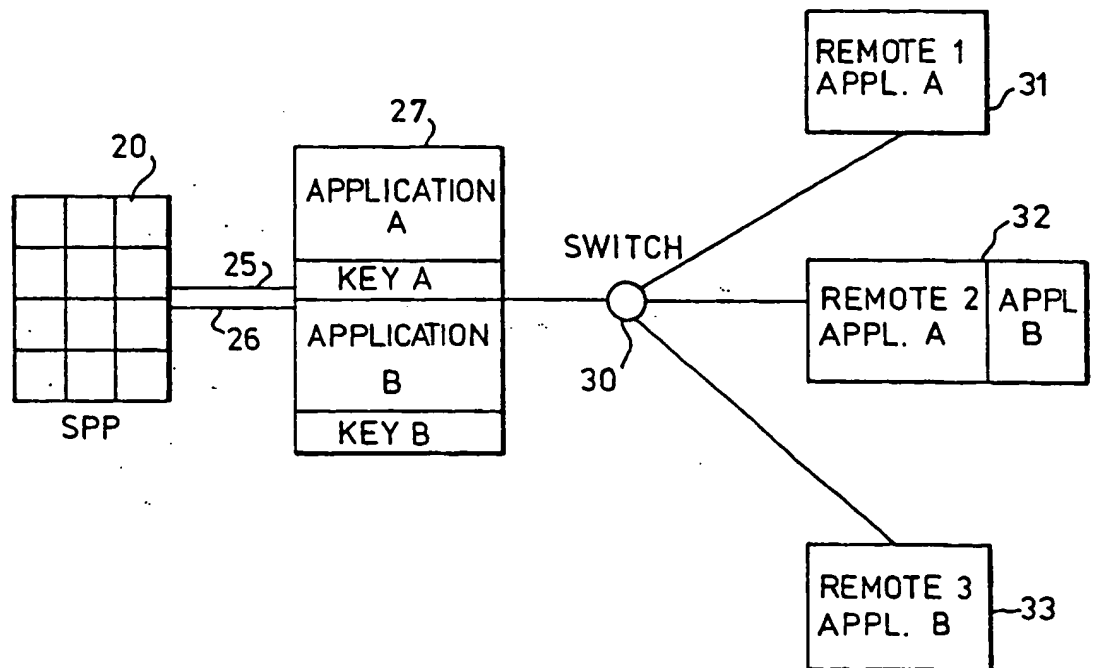 20
SPP
25
26
27
APPLICATION
A
KEY A
APPLICATION
B
KEY B
SWITCH
30
REMOTE 1
APPL. A
31
32
REMOTE 2
APPL. A
APPL
B
REMOTE 3
APPL. B
33